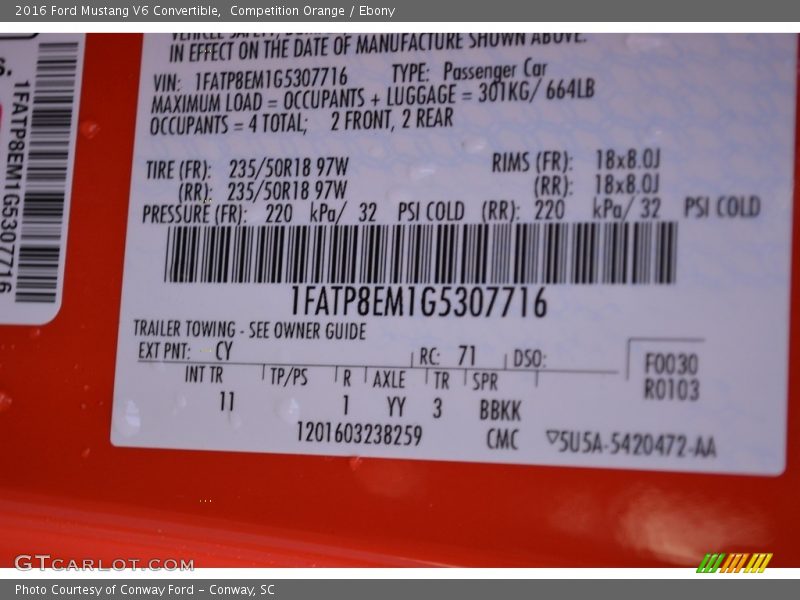 2016 Ford Mustang V6 Convertible, Competition Orange / Ebony
IN EFFECT ON THE DATE OF MANUFACTURE SHOWN ABOVE.
VIN: 1FATP8EM1G5307716 TYPE: Passenger Car
MAXIMUM LOAD = OCCUPANTS + LUGGAGE = 301KG/ 664LB
OCCUPANTS = 4 TOTAL; 2 FRONT, 2 REAR
TIRE (FR): 235/50R18 97W RIMS (FR): 18x8.0J
(RR): 235/50R18 97W (RR): 18x8.0J
PRESSURE (FR): 220 kPa/ 32 PSI COLD (RR): 220 kPa/ 32 PSI COLD
1FATP8EM1G5307716
TRAILER TOWING - SEE OWNER GUIDE
EXT PNT: CY RC: 71 DSO: F0030
INT TR TP/PS R AXLE TR SPR R0103
11 1 YY 3 BBKK
1201603238259 CMC ▽5U5A-5420472-AA
1FATP8EM1G5307716
GTCARLOT.COM
Photo Courtesy of Conway Ford - Conway, SC